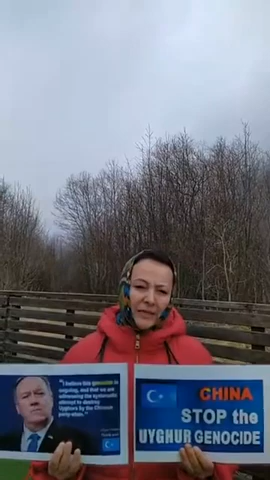 "I believe this genocide is
ongoing, and that we are
witnessing the systematic
attempt to destroy
Uyghurs by the Chinese
party-state."
CHINA
STOP the
UYGHUR GENOCIDE